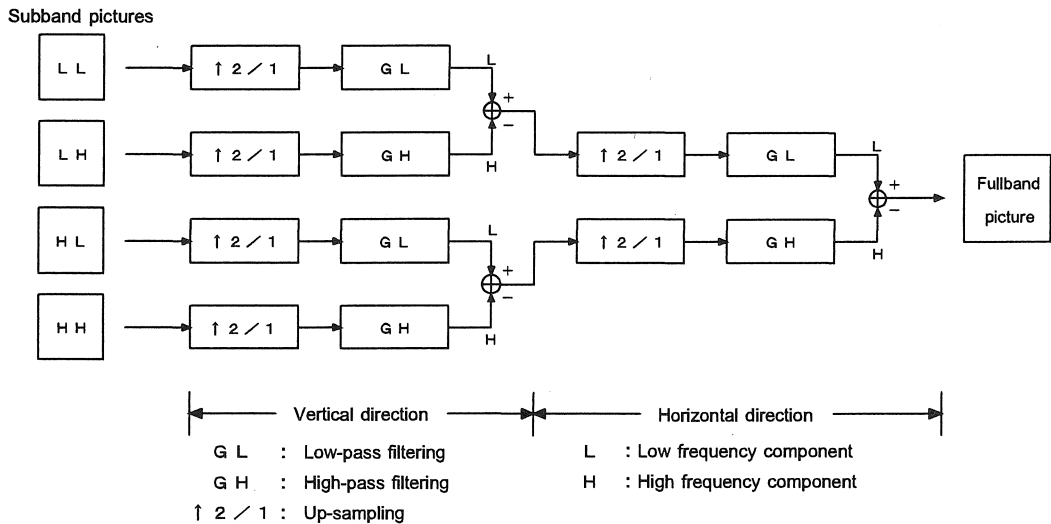 Subband pictures
L L
↑ 2 ／ 1
G L
L
+
−
L H
↑ 2 ／ 1
G H
H
↑ 2 ／ 1
G L
L
+
−
Fullband
picture
H L
↑ 2 ／ 1
G L
L
+
−
↑ 2 ／ 1
G H
H
H H
↑ 2 ／ 1
G H
H
Vertical direction
Horizontal direction
G L : Low-pass filtering
G H : High-pass filtering
↑ 2 ／ 1 : Up-sampling
L : Low frequency component
H : High frequency component